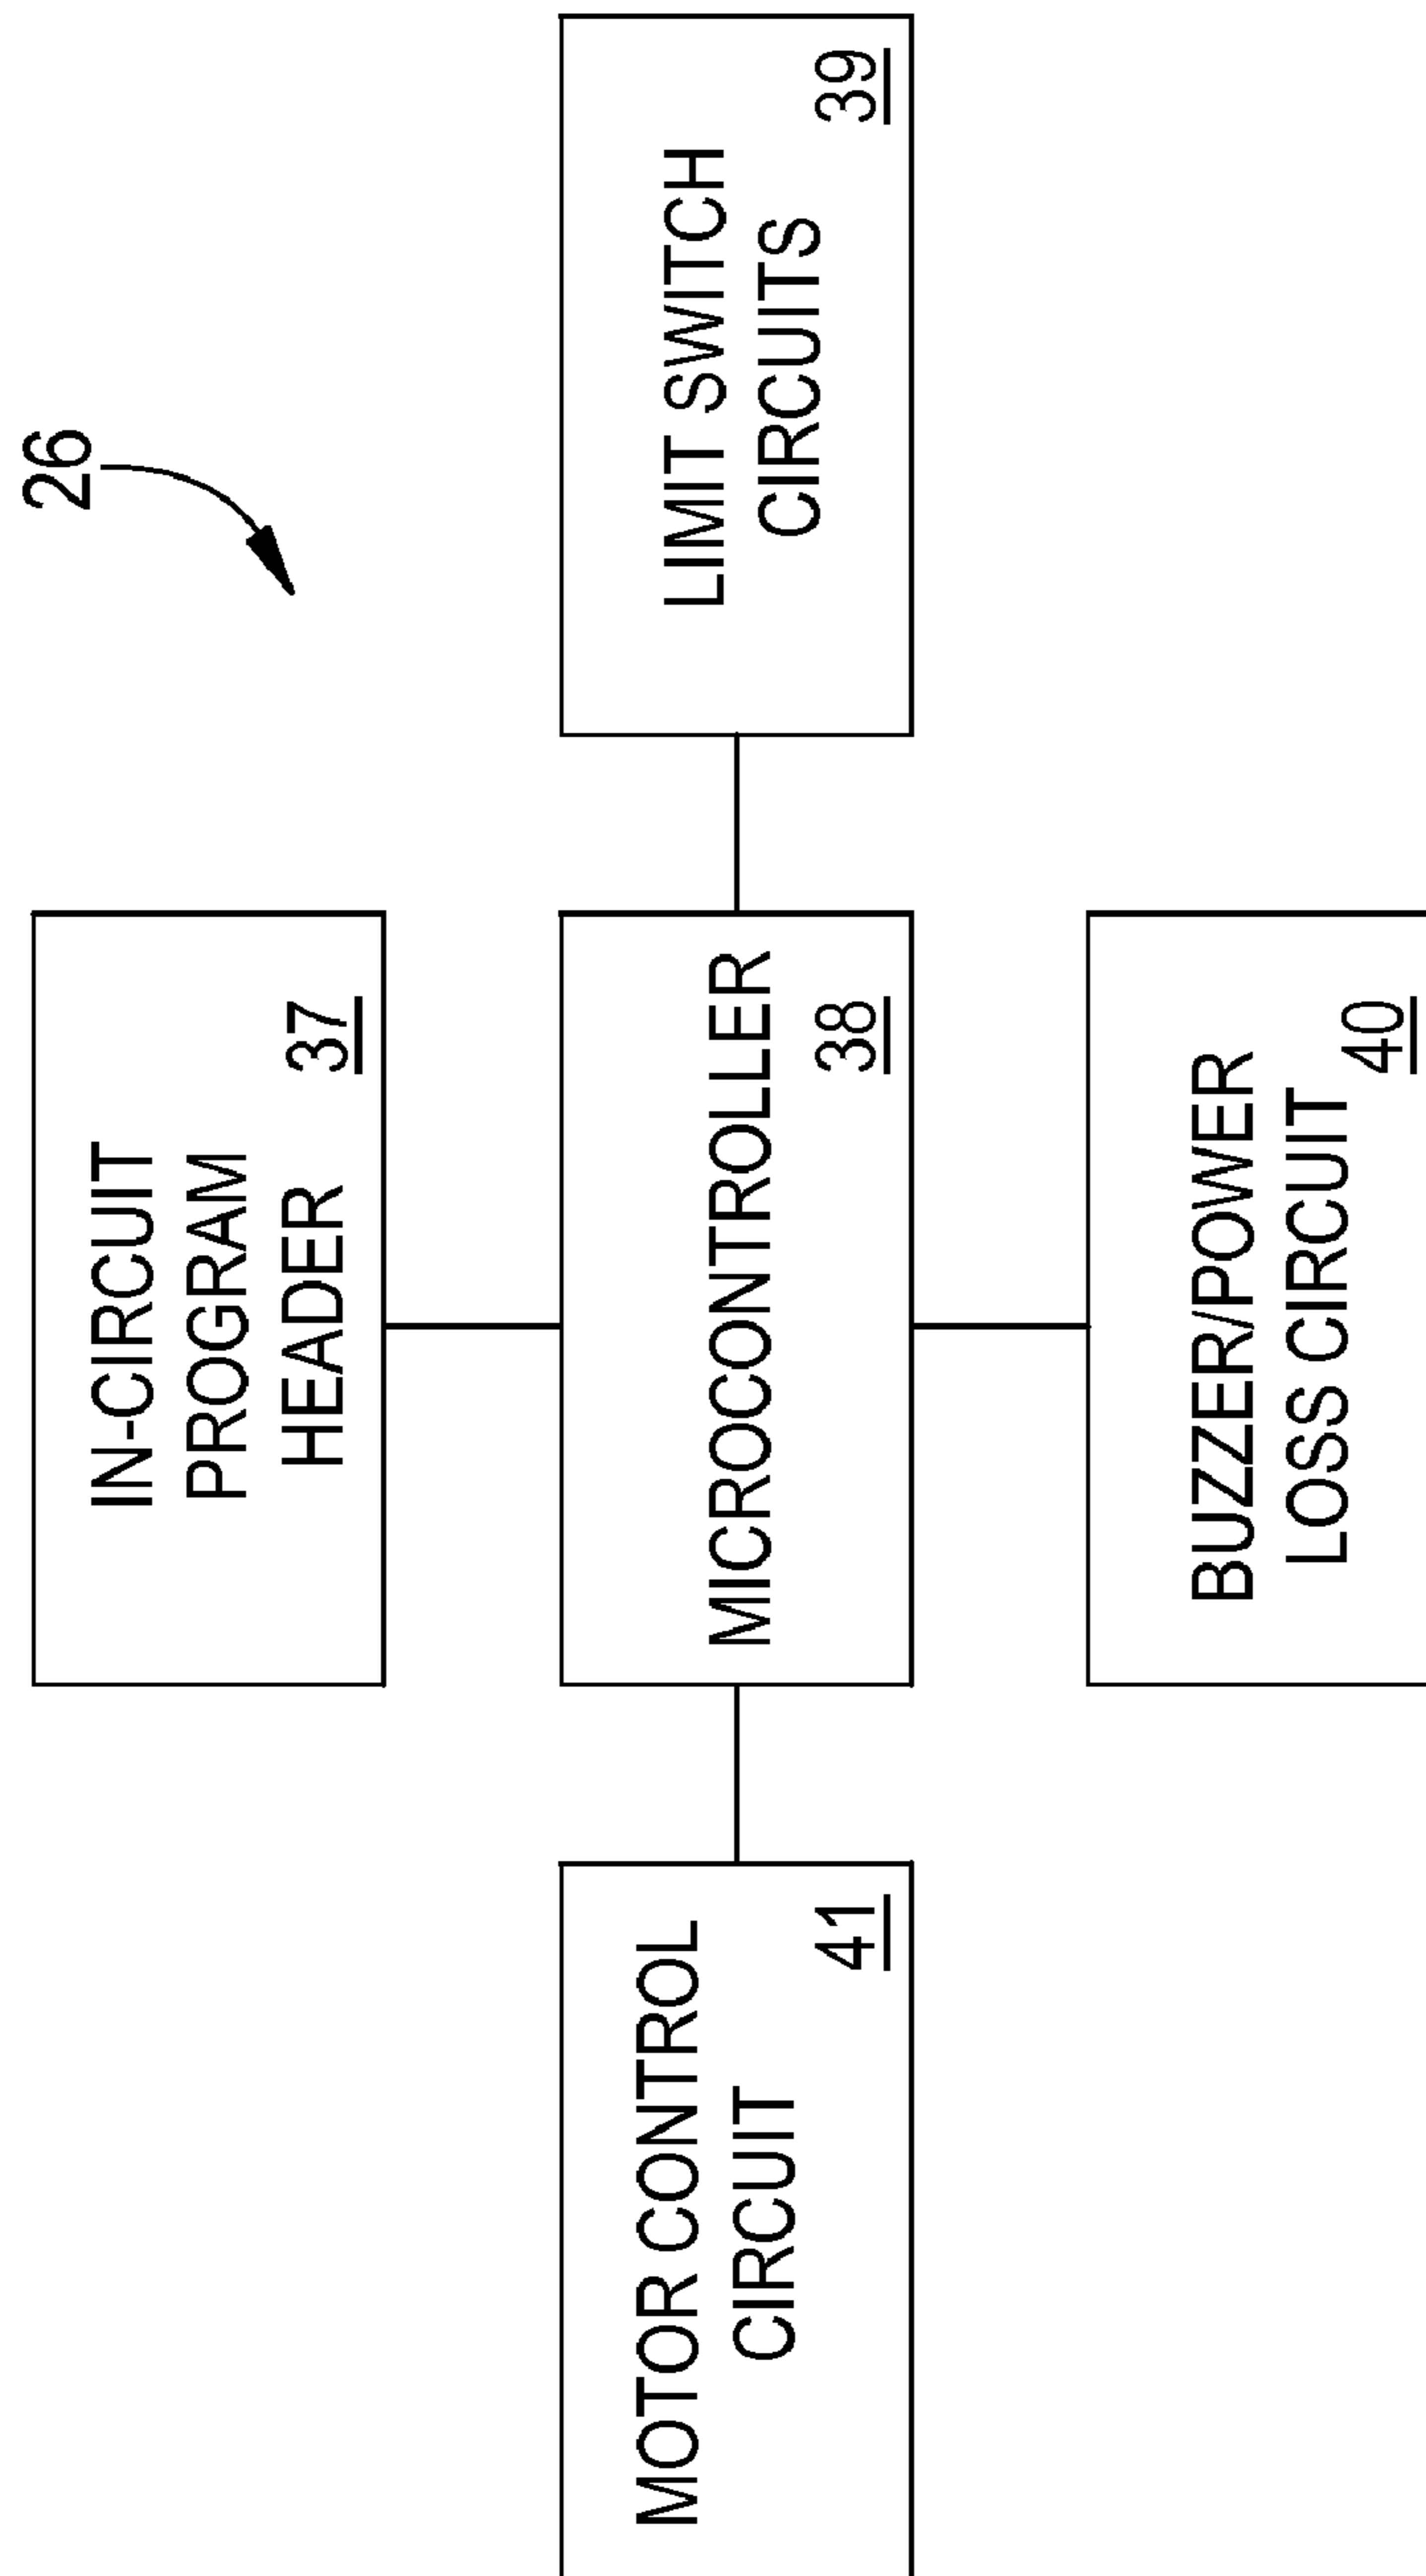 26
IN-CIRCUIT
PROGRAM
HEADER
37
MOTOR CONTROL
CIRCUIT
41
MICROCONTROLLER
38
LIMIT SWITCH
CIRCUITS
39
BUZZER/POWER
LOSS CIRCUIT
40